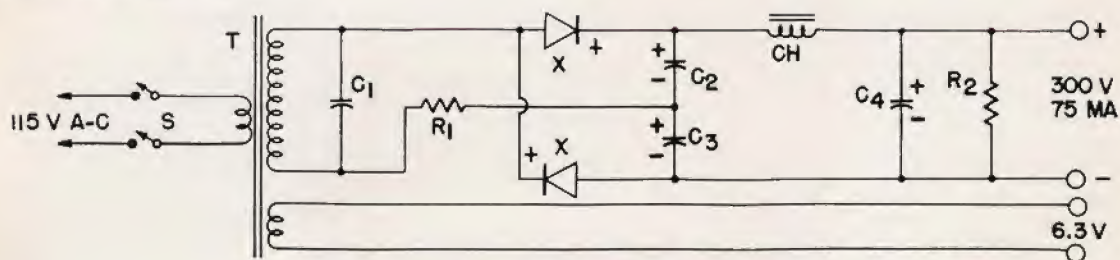 T
115 V A-C
S
C1
R1
X
+
+
-
C2
+
-
C3
X
+
CH
C4
+
-
R2
+
300 V
75 MA
-
6.3 V